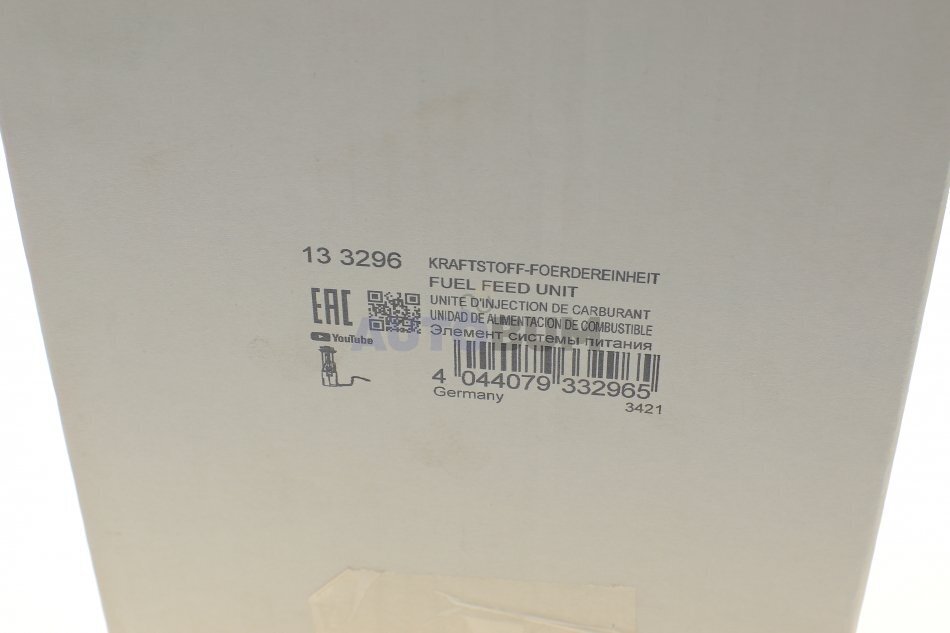 13 3296
KRAFTSTOFF-FOERDEREINHEIT
FUEL FEED UNIT
UNITE D'INJECTION DE CARBURANT
UNIDAD DE ALIMENTACION DE COMBUSTIBLE
Элемент системы питания
EAC
YouTube
4 044079 332965
Germany
3421